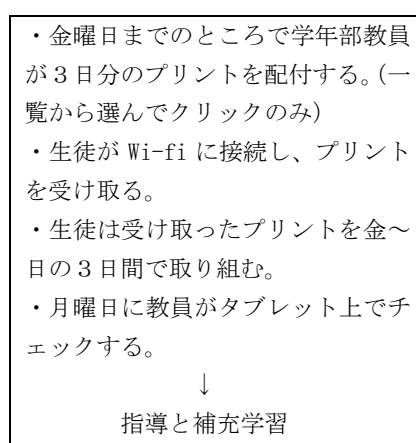 ・金曜日までのところで学年部教員
が３日分のプリントを配付する。（一
覧から選んでクリックのみ）
・生徒が Wi-fi に接続し、プリント
を受け取る。
・生徒は受け取ったプリントを金～
日の３日間で取り組む。
・月曜日に教員がタブレット上でチ
ェックする。
↓
指導と補充学習